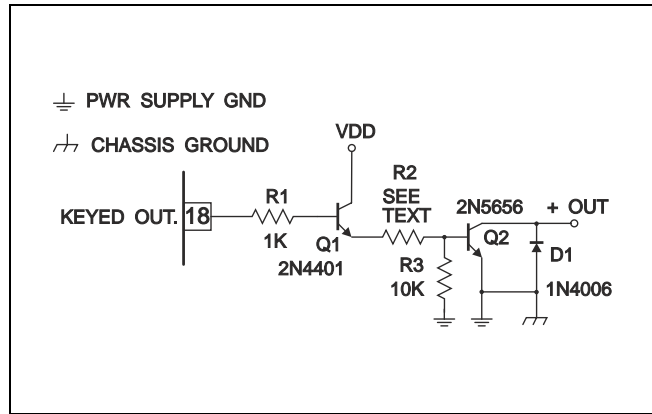 PWR SUPPLY GND
CHASSIS GROUND
VDD
R2
SEE
TEXT
2N5656
+ OUT
KEYED OUT.
18
R1
1K
Q1
2N4401
R3
10K
Q2
D1
1N4006